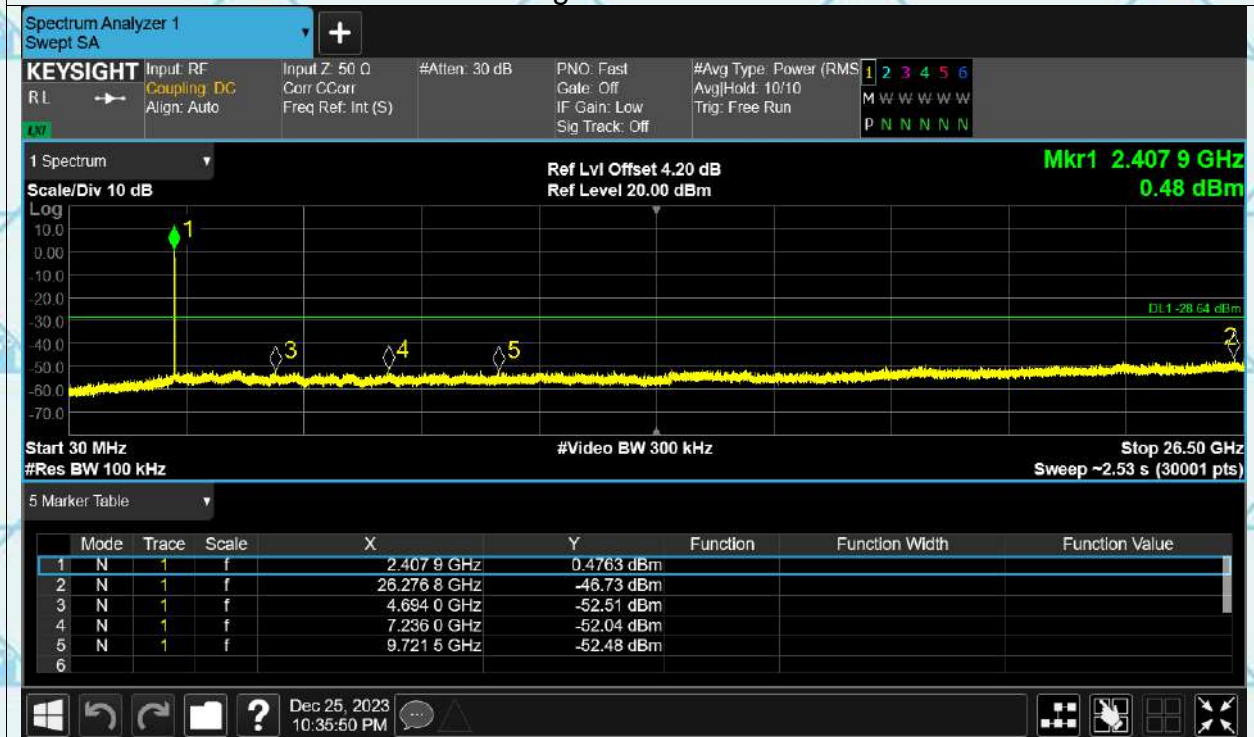 Spectrum Analyzer 1
Swept SA
+
KEYSIGHT Input: RF Input Z: 50 Ω #Atten: 30 dB PNO: Fast #Avg Type: Power (RMS 1 2 3 4 5 6
RL Coupling: DC Corr CCorr Gate: Off Avg|Hold: 10/10 M W W W W W
Align: Auto Freq Ref: Int (S) IF Gain: Low Trig: Free Run
LXI Sig Track: Off P N N N N N
1 Spectrum Ref Lvl Offset 4.20 dB Mkr1 2.407 9 GHz
Scale/Div 10 dB Ref Level 20.00 dBm 0.48 dBm
Log
10.0 1
0.00
-10.0
-20.0
DL1 -28.64 dBm
-30.0
-40.0 3 4 5 2
-50.0
-60.0
-70.0
Start 30 MHz #Video BW 300 kHz Stop 26.50 GHz
#Res BW 100 kHz Sweep ~2.53 s (30001 pts)
5 Marker Table
Mode Trace Scale X Y Function Function Width Function Value
1 N 1 f 2.407 9 GHz 0.4763 dBm
2 N 1 f 26.276 8 GHz -46.73 dBm
3 N 1 f 4.694 0 GHz -52.51 dBm
4 N 1 f 7.236 0 GHz -52.04 dBm
5 N 1 f 9.721 5 GHz -52.48 dBm
6
? Dec 25, 2023
10:35:50 PM